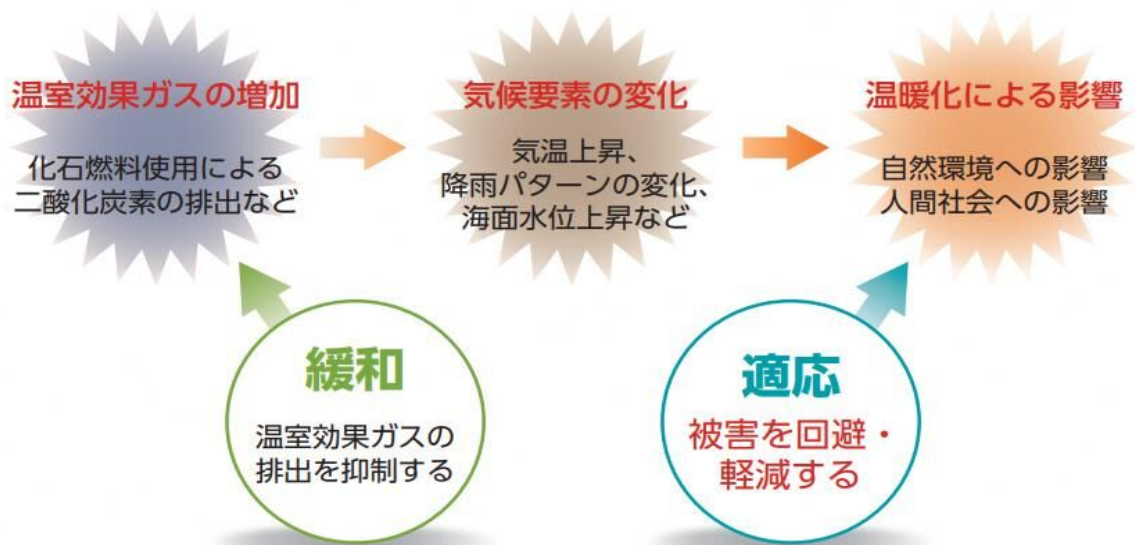 温室効果ガスの増加
化石燃料使用による
二酸化炭素の排出など
気候要素の変化
気温上昇、
降雨パターンの変化、
海面水位上昇など
温暖化による影響
自然環境への影響
人間社会への影響
緩和
温室効果ガスの
排出を抑制する
適応
被害を回避・
軽減する